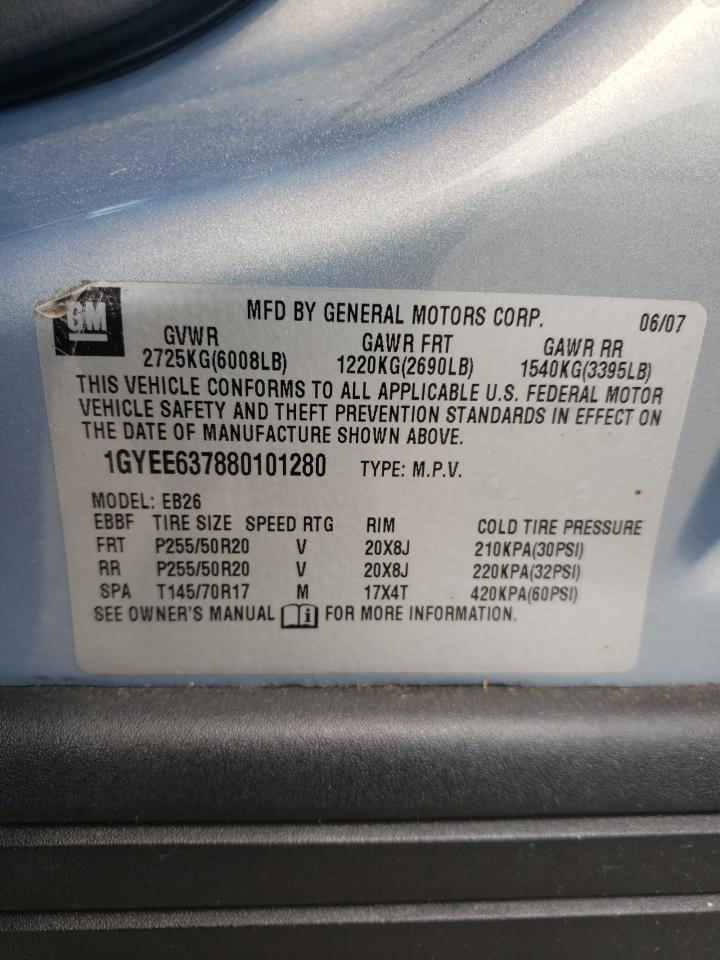 GM
MFD BY GENERAL MOTORS CORP. 06/07
GVWR GAWR FRT GAWR RR
2725KG(6008LB) 1220KG(2690LB) 1540KG(3395LB)
THIS VEHICLE CONFORMS TO ALL APPLICABLE U.S. FEDERAL MOTOR
VEHICLE SAFETY AND THEFT PREVENTION STANDARDS IN EFFECT ON
THE DATE OF MANUFACTURE SHOWN ABOVE.
1GYEE637880101280 TYPE: M.P.V.
MODEL: EB26
EBBF TIRE SIZE SPEED RTG RIM COLD TIRE PRESSURE
FRT P255/50R20 V 20X8J 210KPA(30PSI)
RR P255/50R20 V 20X8J 220KPA(32PSI)
SPA T145/70R17 M 17X4T 420KPA(60PSI)
SEE OWNER'S MANUAL i FOR MORE INFORMATION.